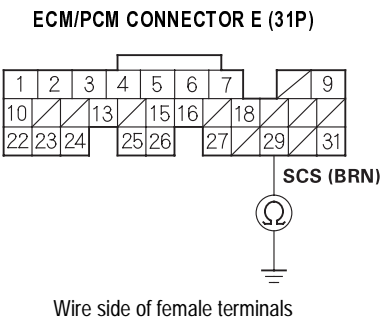 ECM/PCM CONNECTOR E (31P)
1 2 3 4 5 6 7 9
10 13 15 16 18
22 23 24 25 26 27 29 31
SCS (BRN)
Ω
Wire side of female terminals